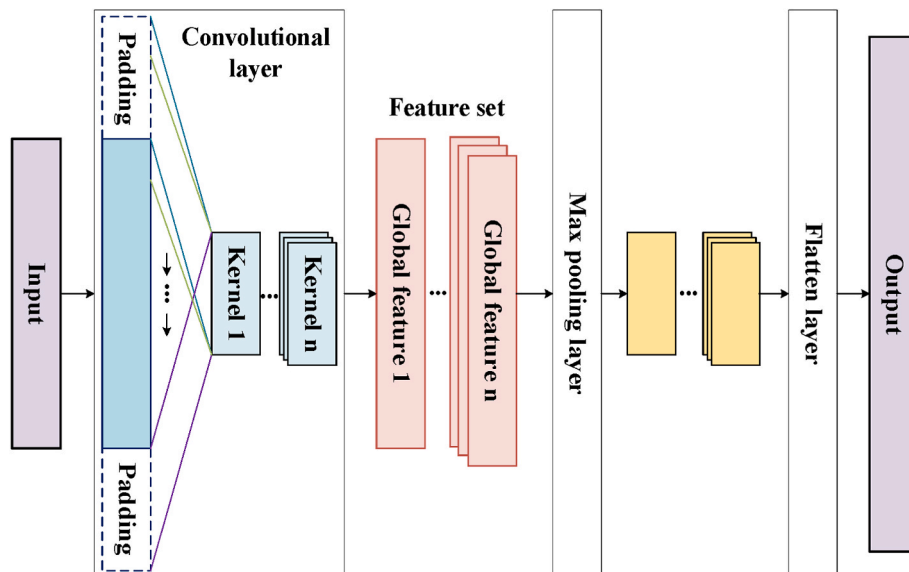 Input
Padding
Padding
Convolutional
layer
Kernel 1
...
Kernel n
...
Feature set
Global feature 1
...
Global feature n
Max pooling layer
...
Flatten layer
Output